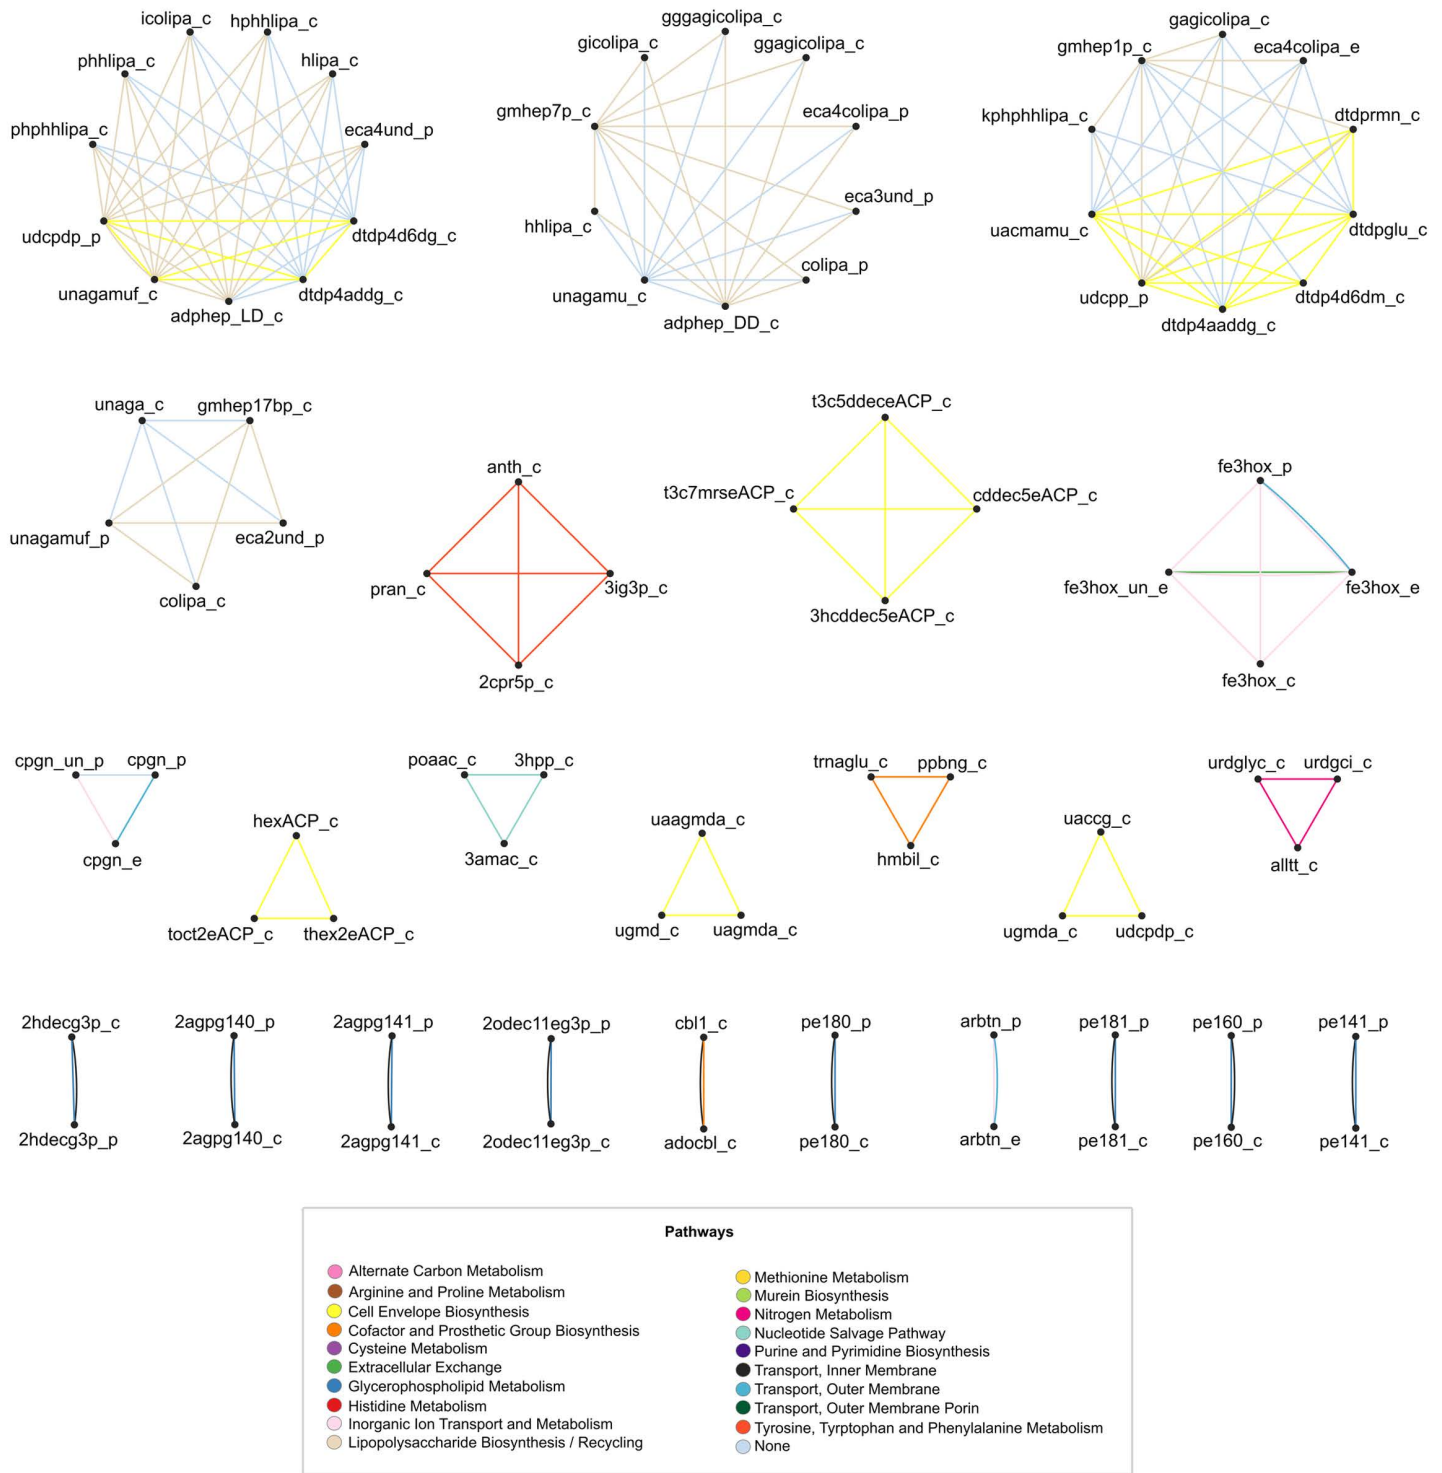 icolipa_c hphhlipa_c
phhlipa_c hlipa_c
phphhlipa_c eca4und_p
udcpdp_p dtdp4d6dg_c
unagamuf_c dtdp4addg_c
adphep_LD_c
gggagicolipa_c
gicolipa_c ggagicolipa_c
gmhep7p_c eca4colipa_p
hhlipa_c eca3und_p
unagamu_c colipa_p
adphep_DD_c
gagicolipa_c
gmhep1p_c eca4colipa_e
kphphhlipa_c dtdprmn_c
uacmamu_c dtdpglu_c
udcpp_p dtdp4d6dm_c
dtdp4aaddg_c
unaga_c gmhep17bp_c
unagamuf_p eca2und_p
colipa_c
anth_c
pran_c 3ig3p_c
2cpr5p_c
t3c5ddeceACP_c
t3c7mrseACP_c cddec5eACP_c
3hcddec5eACP_c
fe3hox_p
fe3hox_un_e fe3hox_e
fe3hox_c
cpgn_un_p cpgn_p
cpgn_e
hexACP_c
toct2eACP_c thex2eACP_c
poaac_c 3hpp_c
3amac_c
uaagmda_c
ugmd_c uagmda_c
trnaglu_c ppbng_c
hmbil_c
uaccg_c
ugmda_c udcpdp_c
urdglyc_c urdgci_c
alltt_c
2hdecg3p_c 2agpg140_p 2agpg141_p 2odec11eg3p_p cbl1_c pe180_p arbtn_p pe181_p pe160_p pe141_p
2hdecg3p_p 2agpg140_c 2agpg141_c 2odec11eg3p_c adocbl_c pe180_c arbtn_e pe181_c pe160_c pe141_c
Pathways
Alternate Carbon Metabolism
Arginine and Proline Metabolism
Cell Envelope Biosynthesis
Cofactor and Prosthetic Group Biosynthesis
Cysteine Metabolism
Extracellular Exchange
Glycerophospholipid Metabolism
Histidine Metabolism
Inorganic Ion Transport and Metabolism
Lipopolysaccharide Biosynthesis / Recycling
Methionine Metabolism
Murein Biosynthesis
Nitrogen Metabolism
Nucleotide Salvage Pathway
Purine and Pyrimidine Biosynthesis
Transport, Inner Membrane
Transport, Outer Membrane
Transport, Outer Membrane Porin
Tyrosine, Tyrptophan and Phenylalanine Metabolism
None